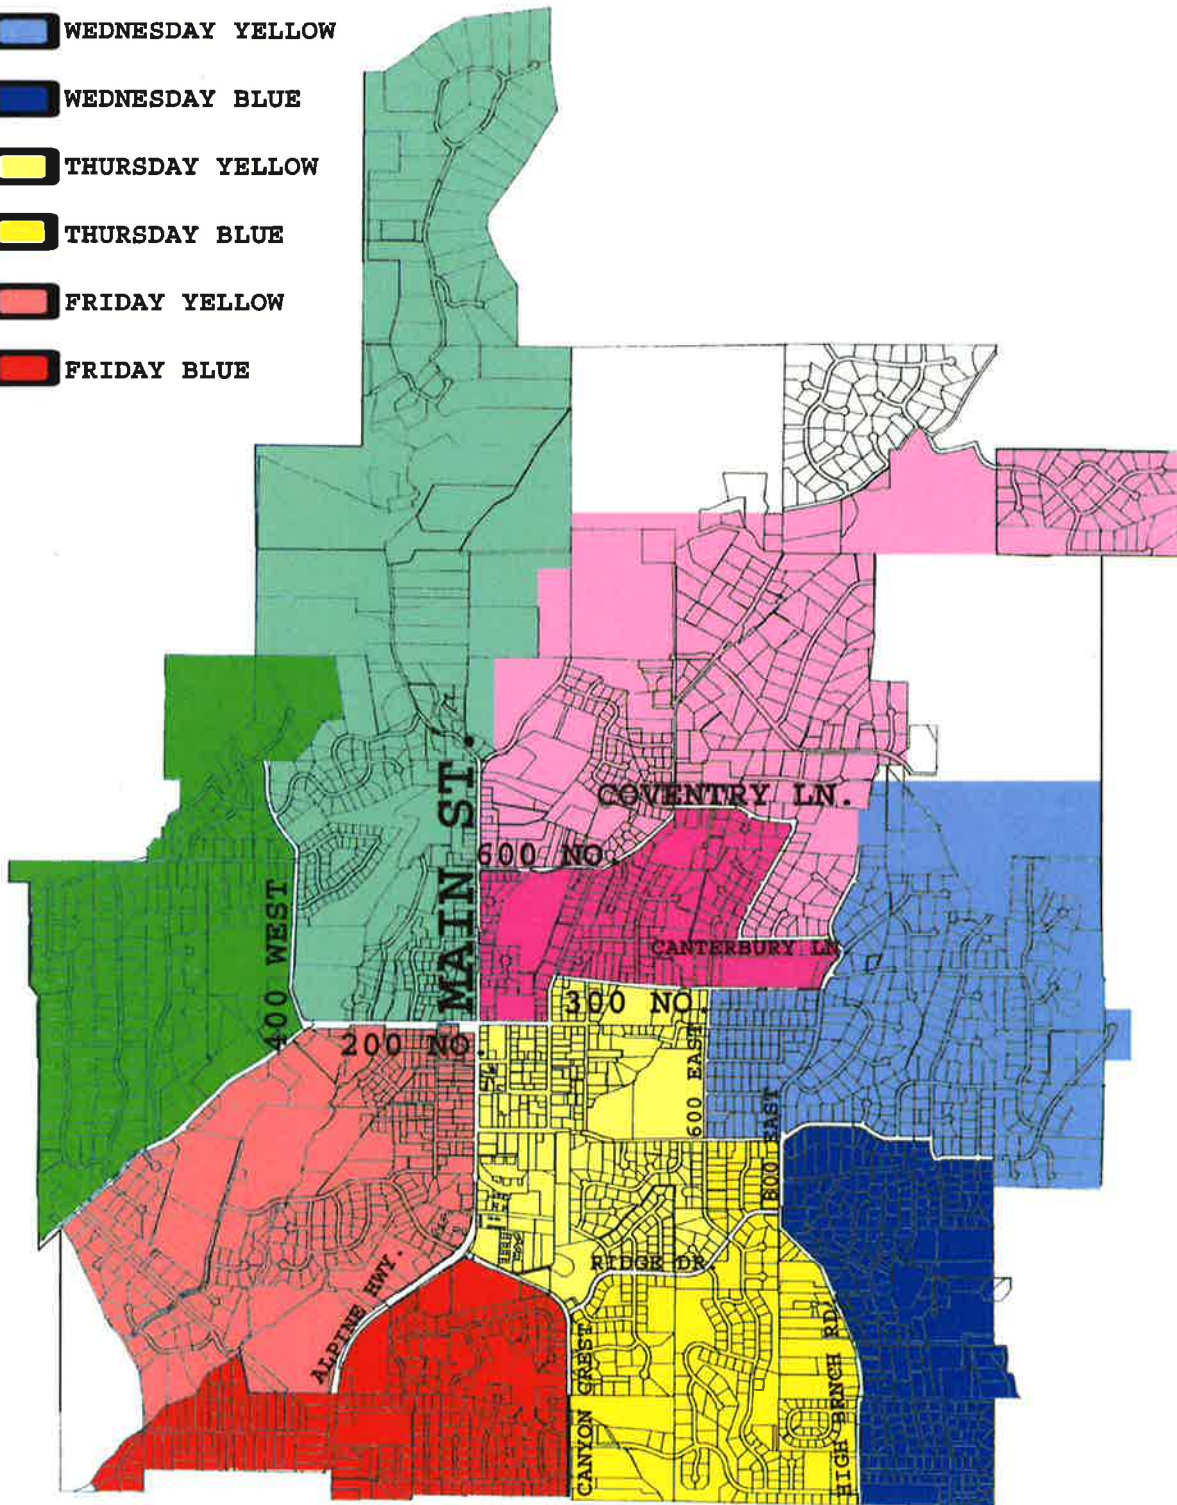 WEDNESDAY YELLOW
WEDNESDAY BLUE
THURSDAY YELLOW
THURSDAY BLUE
FRIDAY YELLOW
FRIDAY BLUE
MAIN ST.
COVENTRY LN.
600 NO.
400 WEST
CANTERBURY LN
300 NO.
200 NO.
600 EAST
800 EAST
RIDGE DR.
ALPINE HWY.
CANYON CREST
HIGH BRNCH RD.